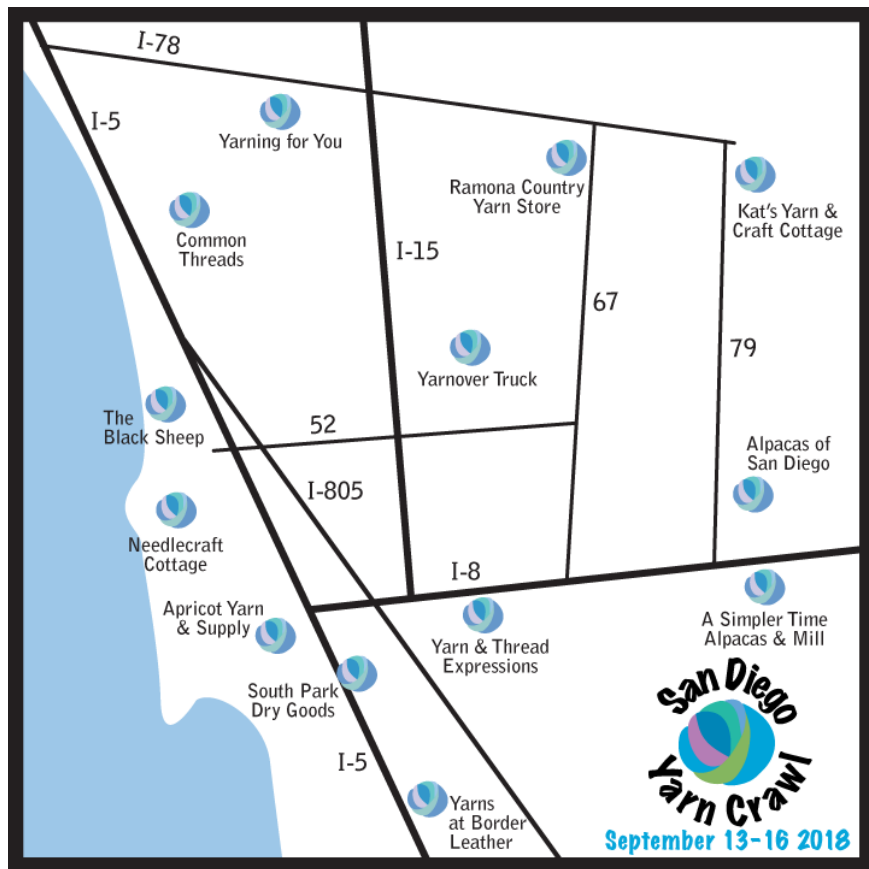 I-78
I-5
Yarning for You
Ramona Country
Yarn Store
Kat's Yarn &
Craft Cottage
Common
Threads
I-15
67
79
Yarnover Truck
The
Black Sheep
52
Alpacas of
San Diego
I-805
Needlecraft
Cottage
I-8
Apricot Yarn
& Supply
Yarn & Thread
Expressions
A Simpler Time
Alpacas & Mill
South Park
Dry Goods
I-5
Yarns
at Border
Leather
San Diego
Yarn Crawl
September 13-16 2018